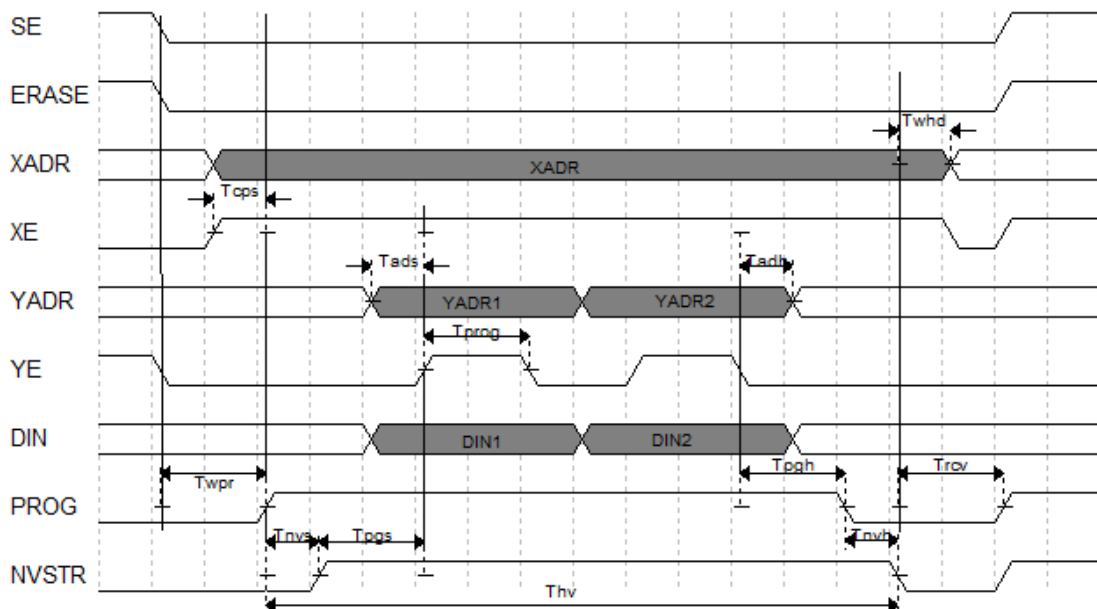 SE
ERASE
Twhd
XADR
XADR
Tcps
XE
Tads
Tadh
YADR
YADR1
YADR2
Tprog
YE
DIN
DIN1
DIN2
Tpgh
Trcv
Twpr
PROG
Tnvs
Tpgs
Tnvh
NVSTR
Thv